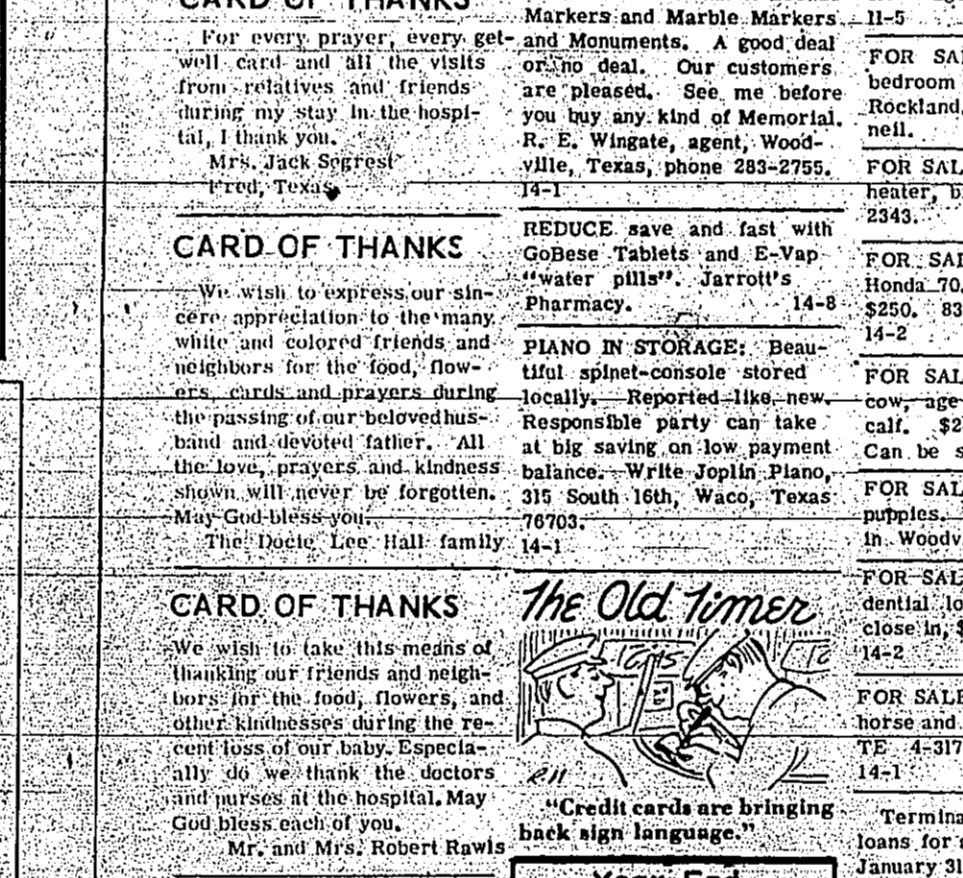 CARD OF THANKS
For every prayer, every get-
well card and all the visits
from relatives and friends
during my stay in the hospi-
tal, I thank you.
Mrs. Jack Segrest
Fred, Texas
CARD OF THANKS
We wish to express our sin-
cere appreciation to the many
white and colored friends and
neighbors for the food, flow-
ers, cards and prayers during
the passing of our beloved hus-
band and devoted father. All
the love, prayers and kindness
shown will never be forgotten.
May God bless you.
The Docie Lee Hall family
CARD OF THANKS
We wish to take this means of
thanking our friends and neigh-
bors for the food, flowers, and
other kindnesses during the re-
cent loss of our baby. Especia-
ally do we thank the doctors
and nurses at the hospital. May
God bless each of you.
Mr. and Mrs. Robert Rawls
Markers and Marble Markers
and Monuments. A good deal
or no deal. Our customers
are pleased. See me before
you buy any kind of Memorial.
R. E. Wingate, agent, Wood-
ville, Texas, phone 283-2755.
14-1
REDUCE save and fast with
GoBese Tablets and E-Vap
"water pills". Jarrott's
Pharmacy. 14-8
PIANO IN STORAGE: Beau-
tiful spinet-console stored
locally. Reported like new.
Responsible party can take
at big saving on low payment
balance. Write Joplin Piano,
315 South 16th, Waco, Texas
76703.
14-1
The Old Timer
GAS
RH
"Credit cards are bringing
back sign language."
Year End
11-5
FOR SA
bedroom
Rockland,
neil.
FOR SAL
heater, b
2343.
FOR SAL
Honda 70,
$250. 83
14-2
FOR SAL
cow, age
calf. $2
Can be s
FOR SAL
puppies.
in Woodv
FOR SAL
dential lo
close in, $
14-2
FOR SALE
horse and
TE 4-317
14-1
Termina
loans for
January 31